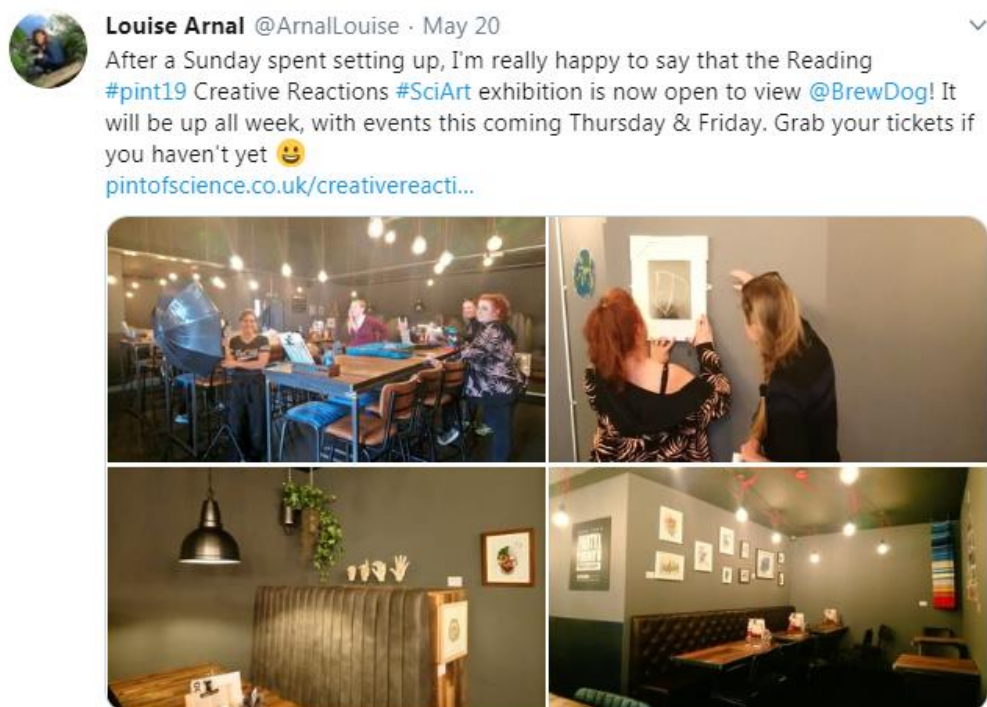 Louise Arnal @ArnalLouise · May 20
After a Sunday spent setting up, I'm really happy to say that the Reading
#pint19 Creative Reactions #SciArt exhibition is now open to view @BrewDog! It
will be up all week, with events this coming Thursday & Friday. Grab your tickets if
you haven't yet 😀
pintofscience.co.uk/creativereacti...